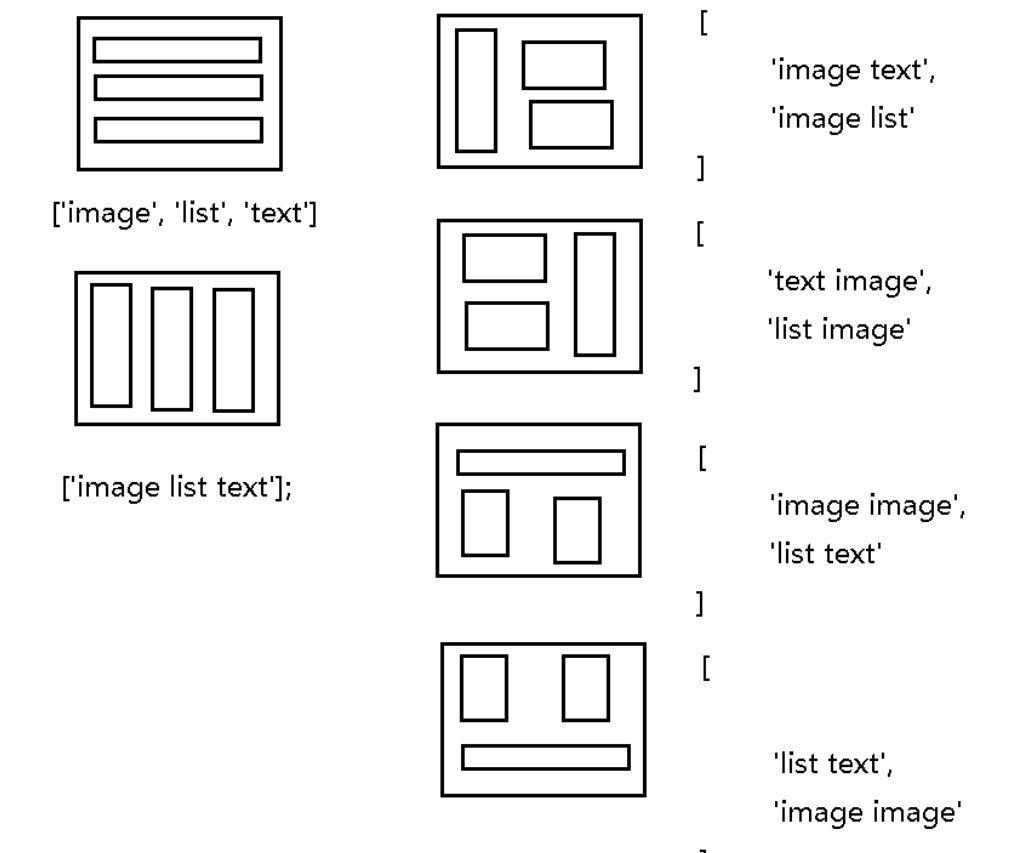 ['image', 'list', 'text']
['image list text'];
[
'image text',
'image list'
]
[
'text image',
'list image'
]
[
'image image',
'list text'
]
[
'list text',
'image image'
]